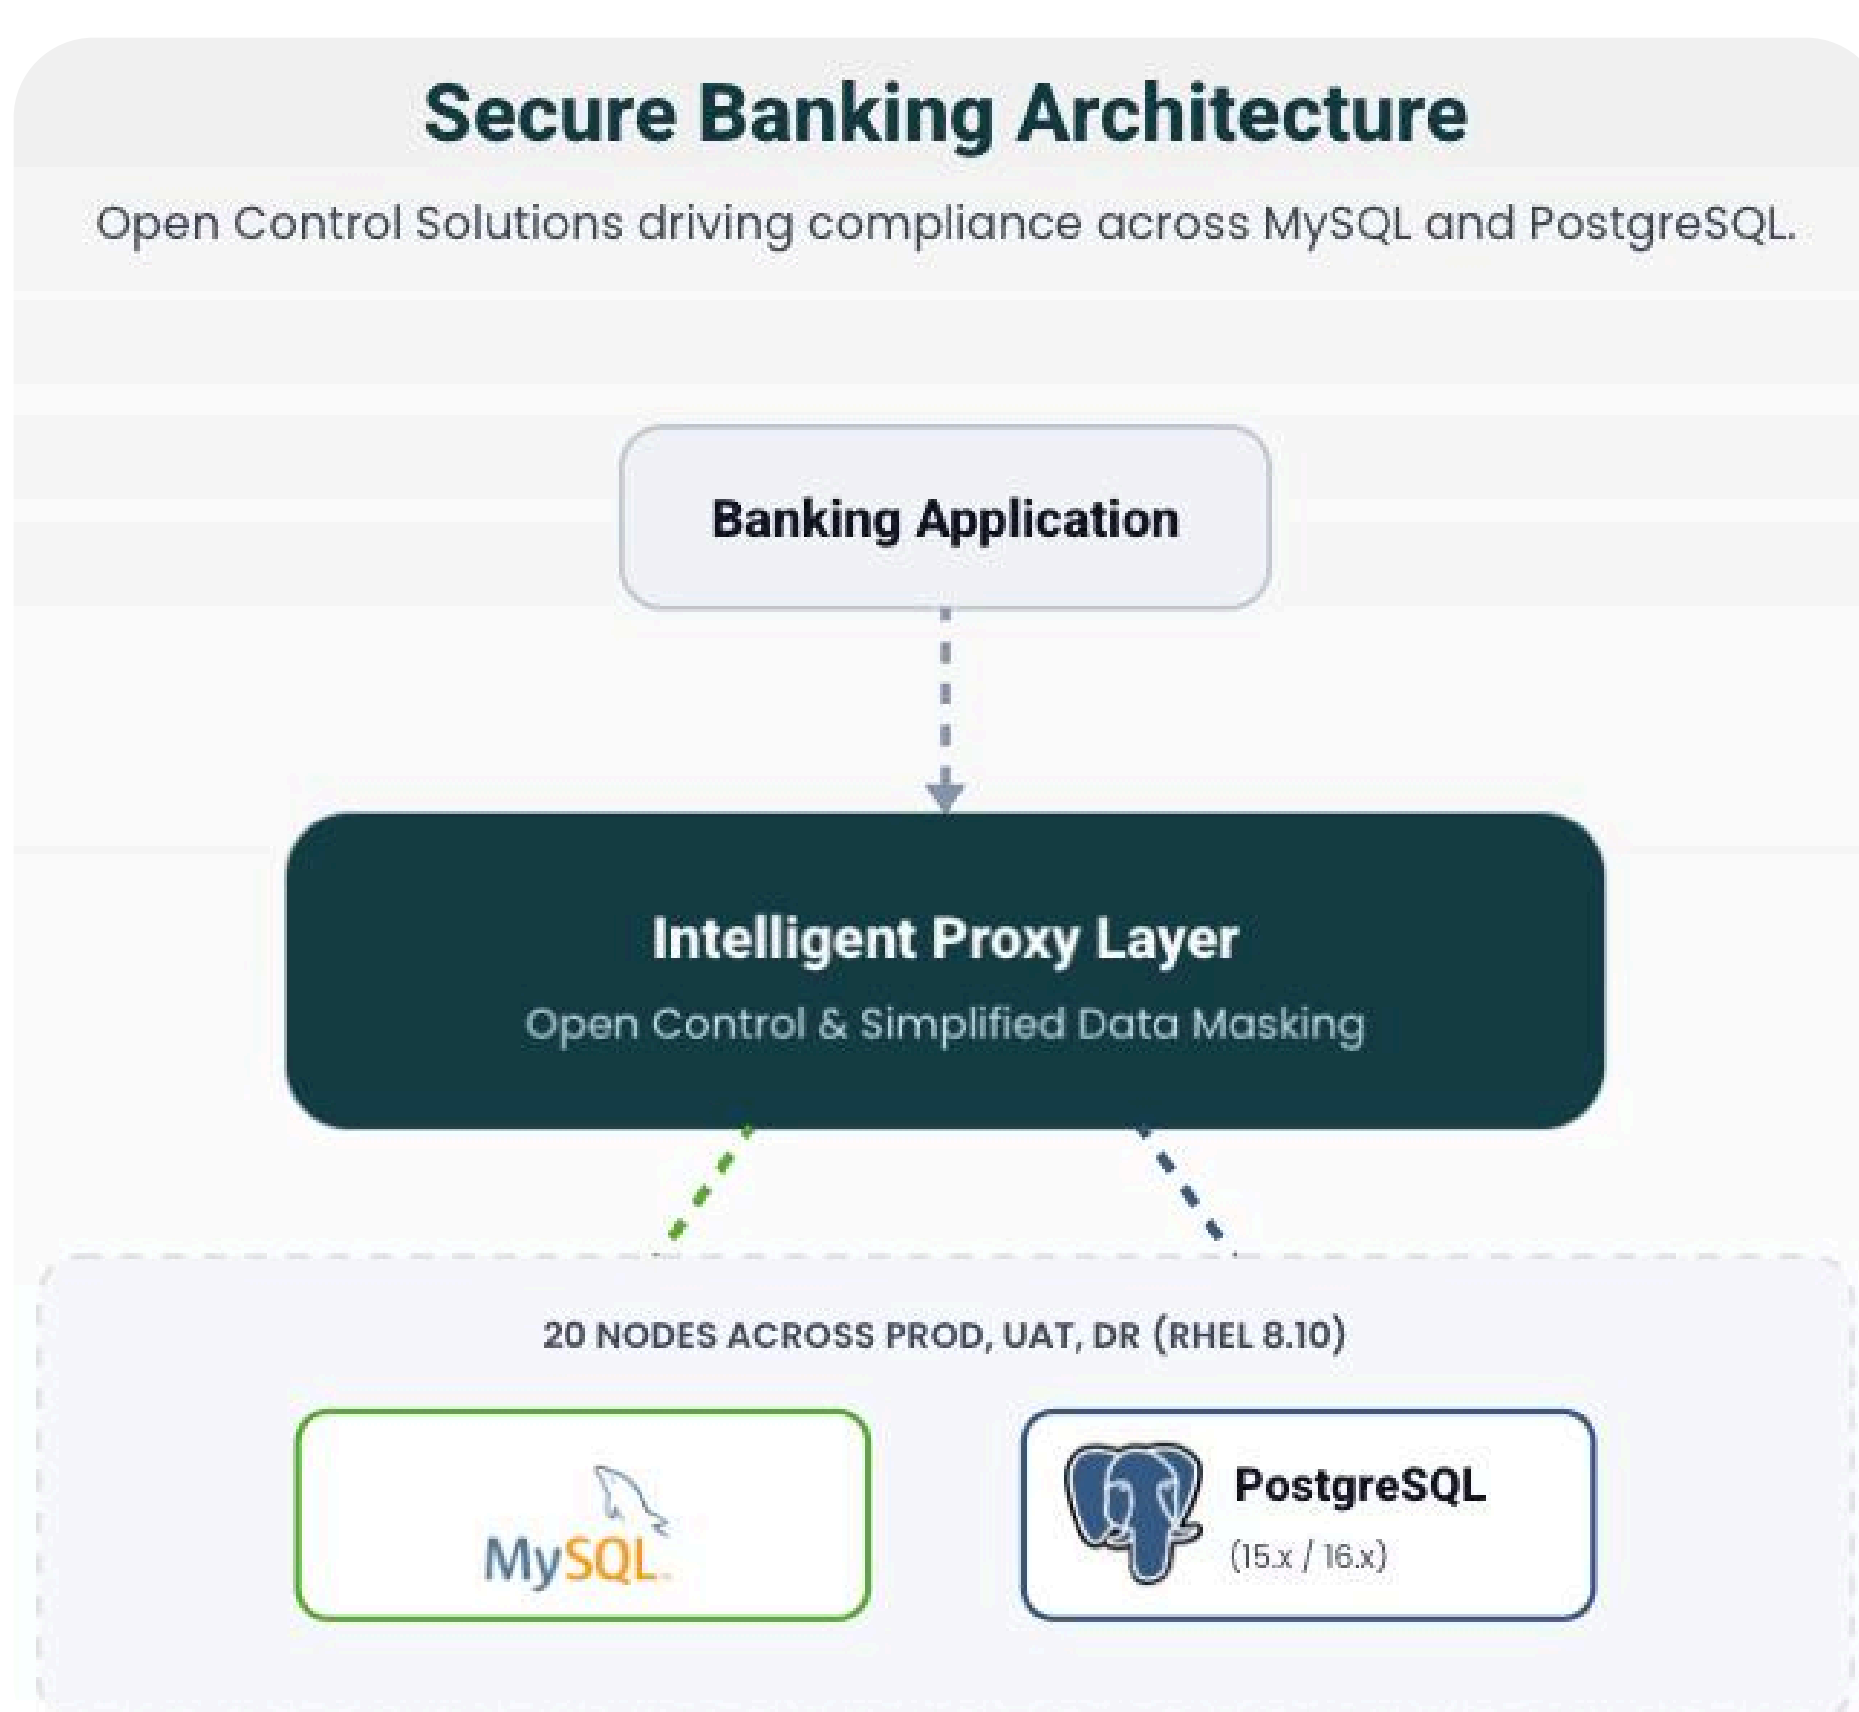 Secure Banking Architecture
Open Control Solutions driving compliance across MySQL and PostgreSQL.
Banking Application
Intelligent Proxy Layer
Open Control & Simplified Data Masking
20 NODES ACROSS PROD, UAT, DR (RHEL 8.10)
MySQL
PostgreSQL
(15.x / 16.x)